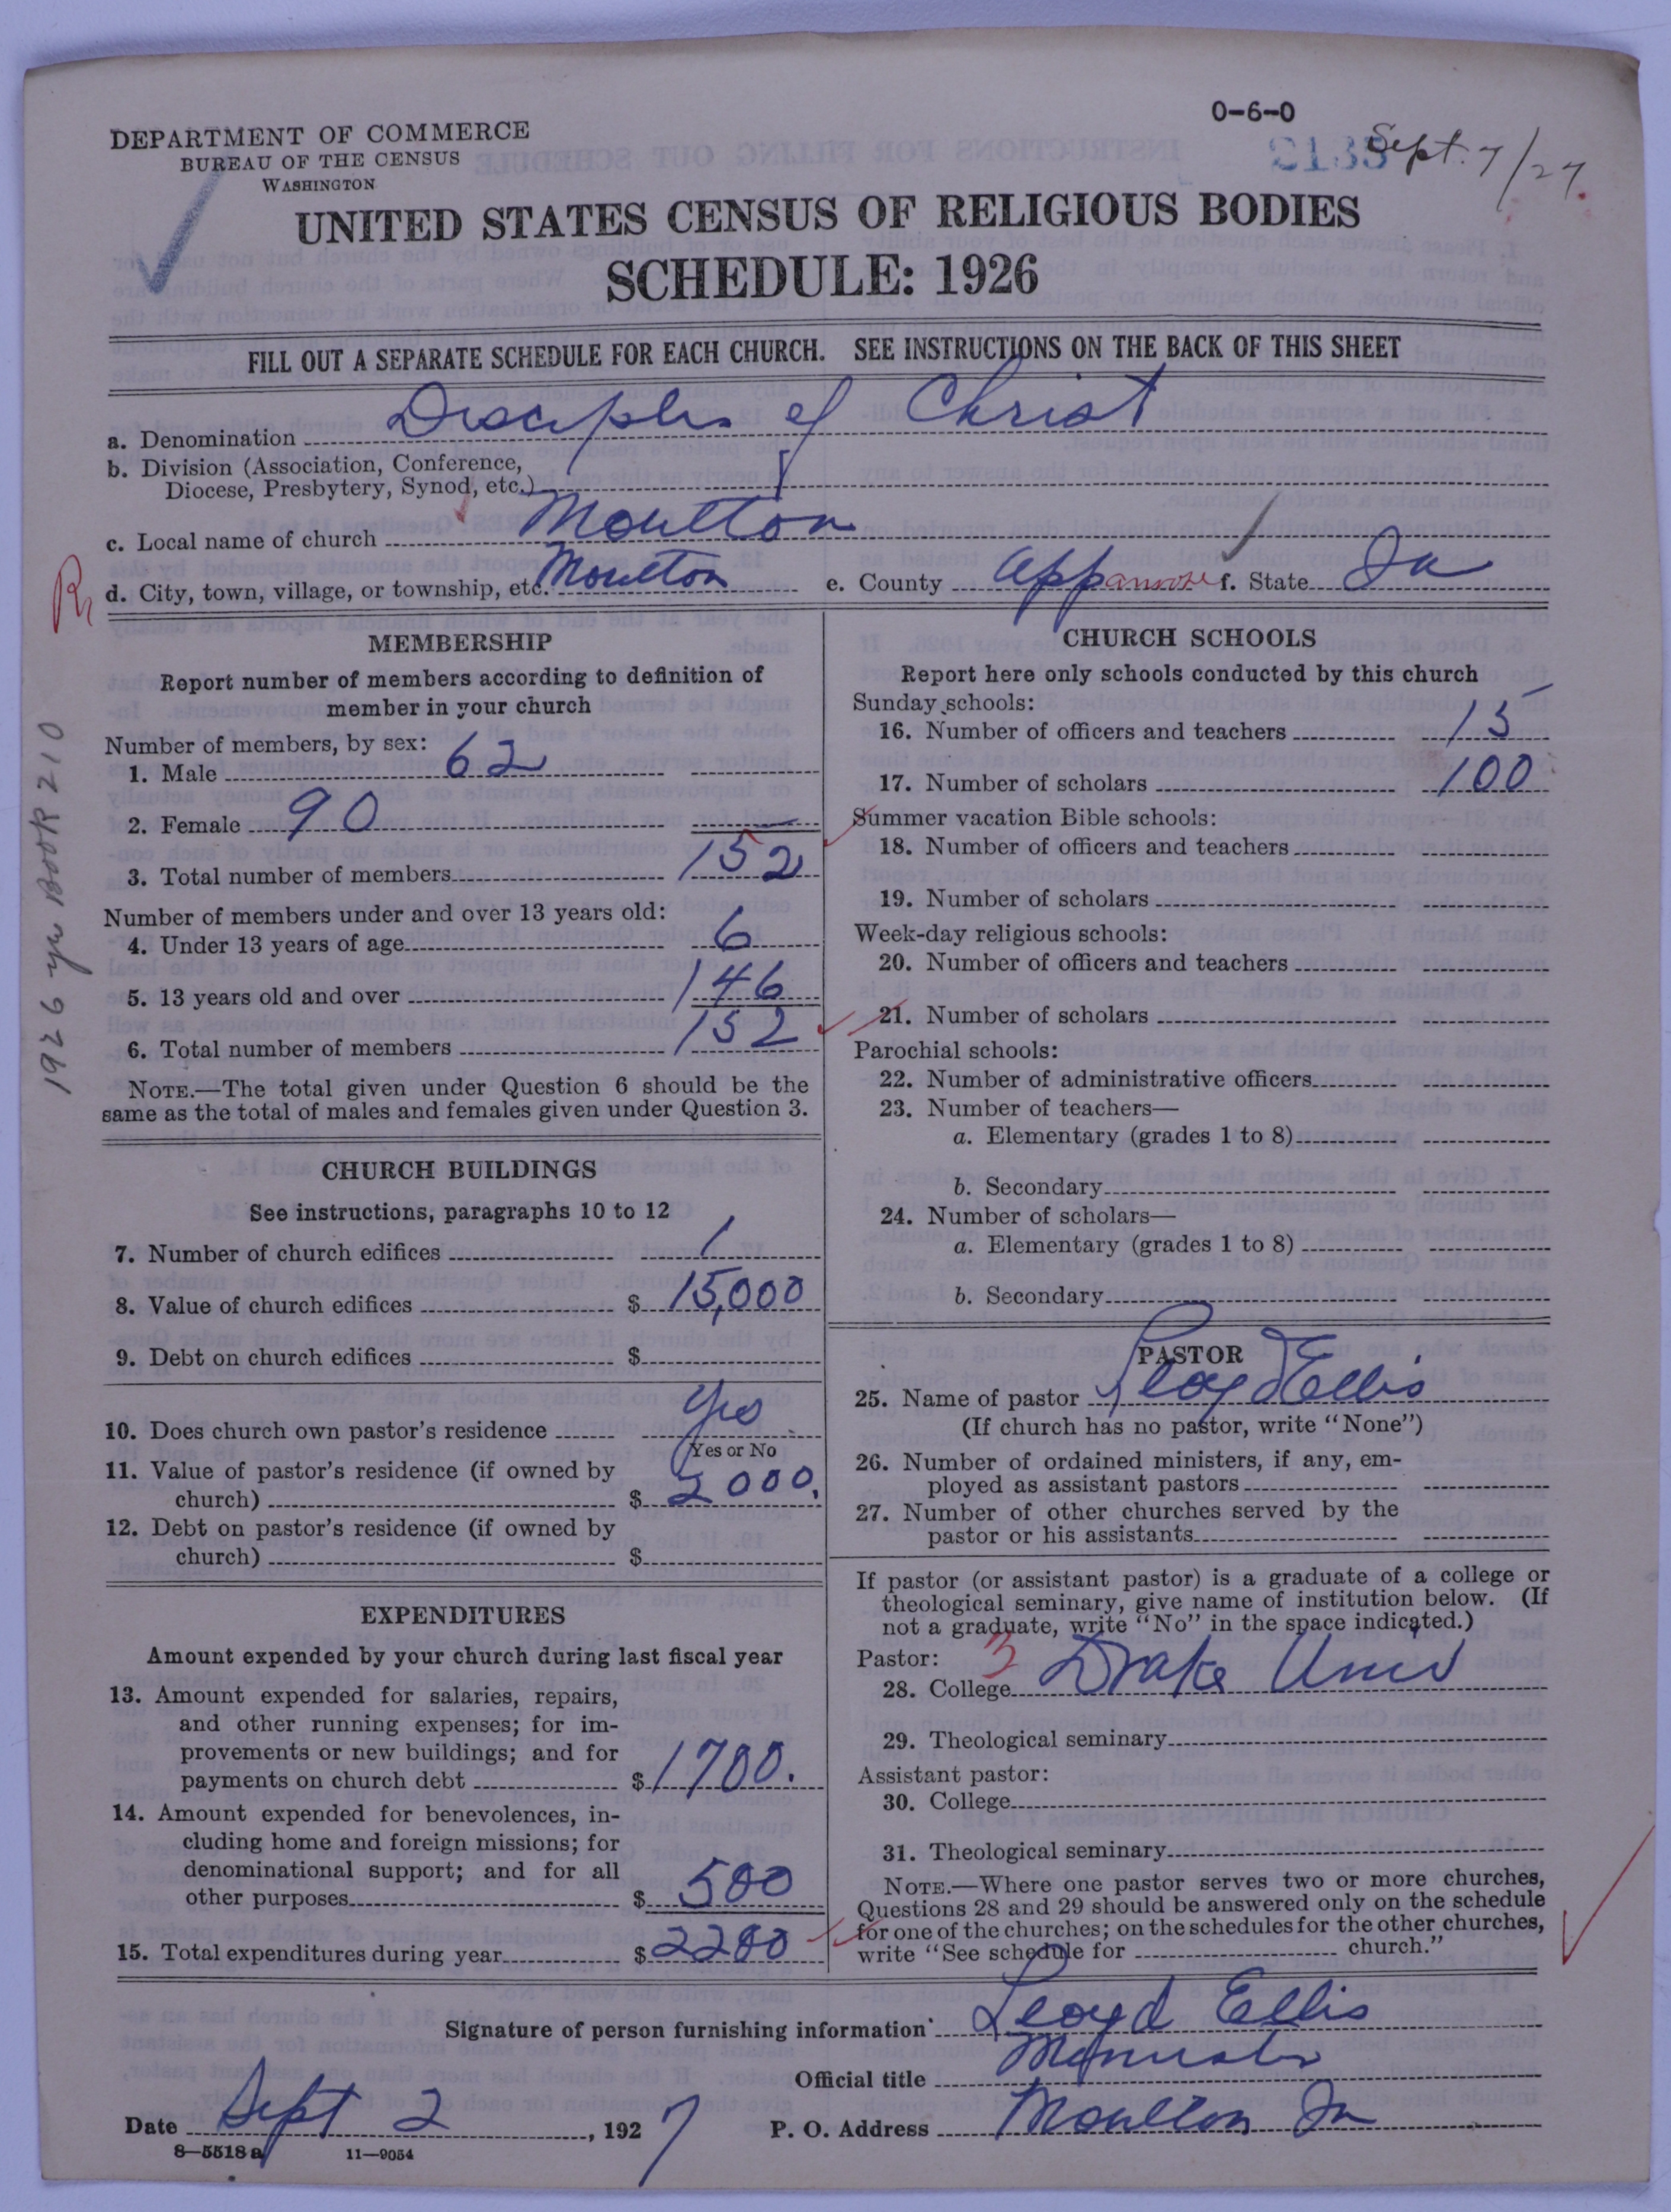 0-6-0
DEPARTMENT OF COMMERCE
BUREAU OF THE CENSUS
WASHINGTON
Sept. 7/27.
UNITED STATES CENSUS OF RELIGIOUS BODIES
SCHEDULE: 1926
FILL OUT A SEPARATE SCHEDULE FOR EACH CHURCH. SEE INSTRUCTIONS ON THE BACK OF THIS SHEET
a. Denomination Disciples of Christ
b. Division (Association, Conference,
Diocese, Presbytery, Synod, etc.)
c. Local name of church Moulton
d. City, town, village, or township, etc. Moulton e. County Appanoose f. State Ia
1926 yr Book 210
MEMBERSHIP
Report number of members according to definition of
member in your church
Number of members, by sex:
1. Male 62
2. Female 90
3. Total number of members 152
Number of members under and over 13 years old:
4. Under 13 years of age 6
5. 13 years old and over 146
6. Total number of members 152
NOTE.—The total given under Question 6 should be the
same as the total of males and females given under Question 3.
CHURCH BUILDINGS
See instructions, paragraphs 10 to 12
7. Number of church edifices 1
8. Value of church edifices $ 15,000
9. Debt on church edifices $
10. Does church own pastor's residence Yes
Yes or No
11. Value of pastor's residence (if owned by
church) $ 2000.
12. Debt on pastor's residence (if owned by
church) $
EXPENDITURES
Amount expended by your church during last fiscal year
13. Amount expended for salaries, repairs,
and other running expenses; for im-
provements or new buildings; and for
payments on church debt $ 1700.
14. Amount expended for benevolences, in-
cluding home and foreign missions; for
denominational support; and for all
other purposes $ 500
15. Total expenditures during year $ 2200
CHURCH SCHOOLS
Report here only schools conducted by this church
Sunday schools:
16. Number of officers and teachers 15
17. Number of scholars 100
Summer vacation Bible schools:
18. Number of officers and teachers
19. Number of scholars
Week-day religious schools:
20. Number of officers and teachers
21. Number of scholars
Parochial schools:
22. Number of administrative officers
23. Number of teachers—
a. Elementary (grades 1 to 8)
b. Secondary
24. Number of scholars—
a. Elementary (grades 1 to 8)
b. Secondary
PASTOR
25. Name of pastor Lloyd Ellis
(If church has no pastor, write "None")
26. Number of ordained ministers, if any, em-
ployed as assistant pastors
27. Number of other churches served by the
pastor or his assistants
If pastor (or assistant pastor) is a graduate of a college or
theological seminary, give name of institution below. (If
not a graduate, write "No" in the space indicated.)
Pastor: 3
28. College Drake Univ
29. Theological seminary
Assistant pastor:
30. College
31. Theological seminary
NOTE.—Where one pastor serves two or more churches,
Questions 28 and 29 should be answered only on the schedule
for one of the churches; on the schedules for the other churches,
write "See schedule for church."
Signature of person furnishing information Lloyd Ellis
Official title Minister
Date Sept 2, 1927 P. O. Address Moulton Ia
8—5518 a 11—9054